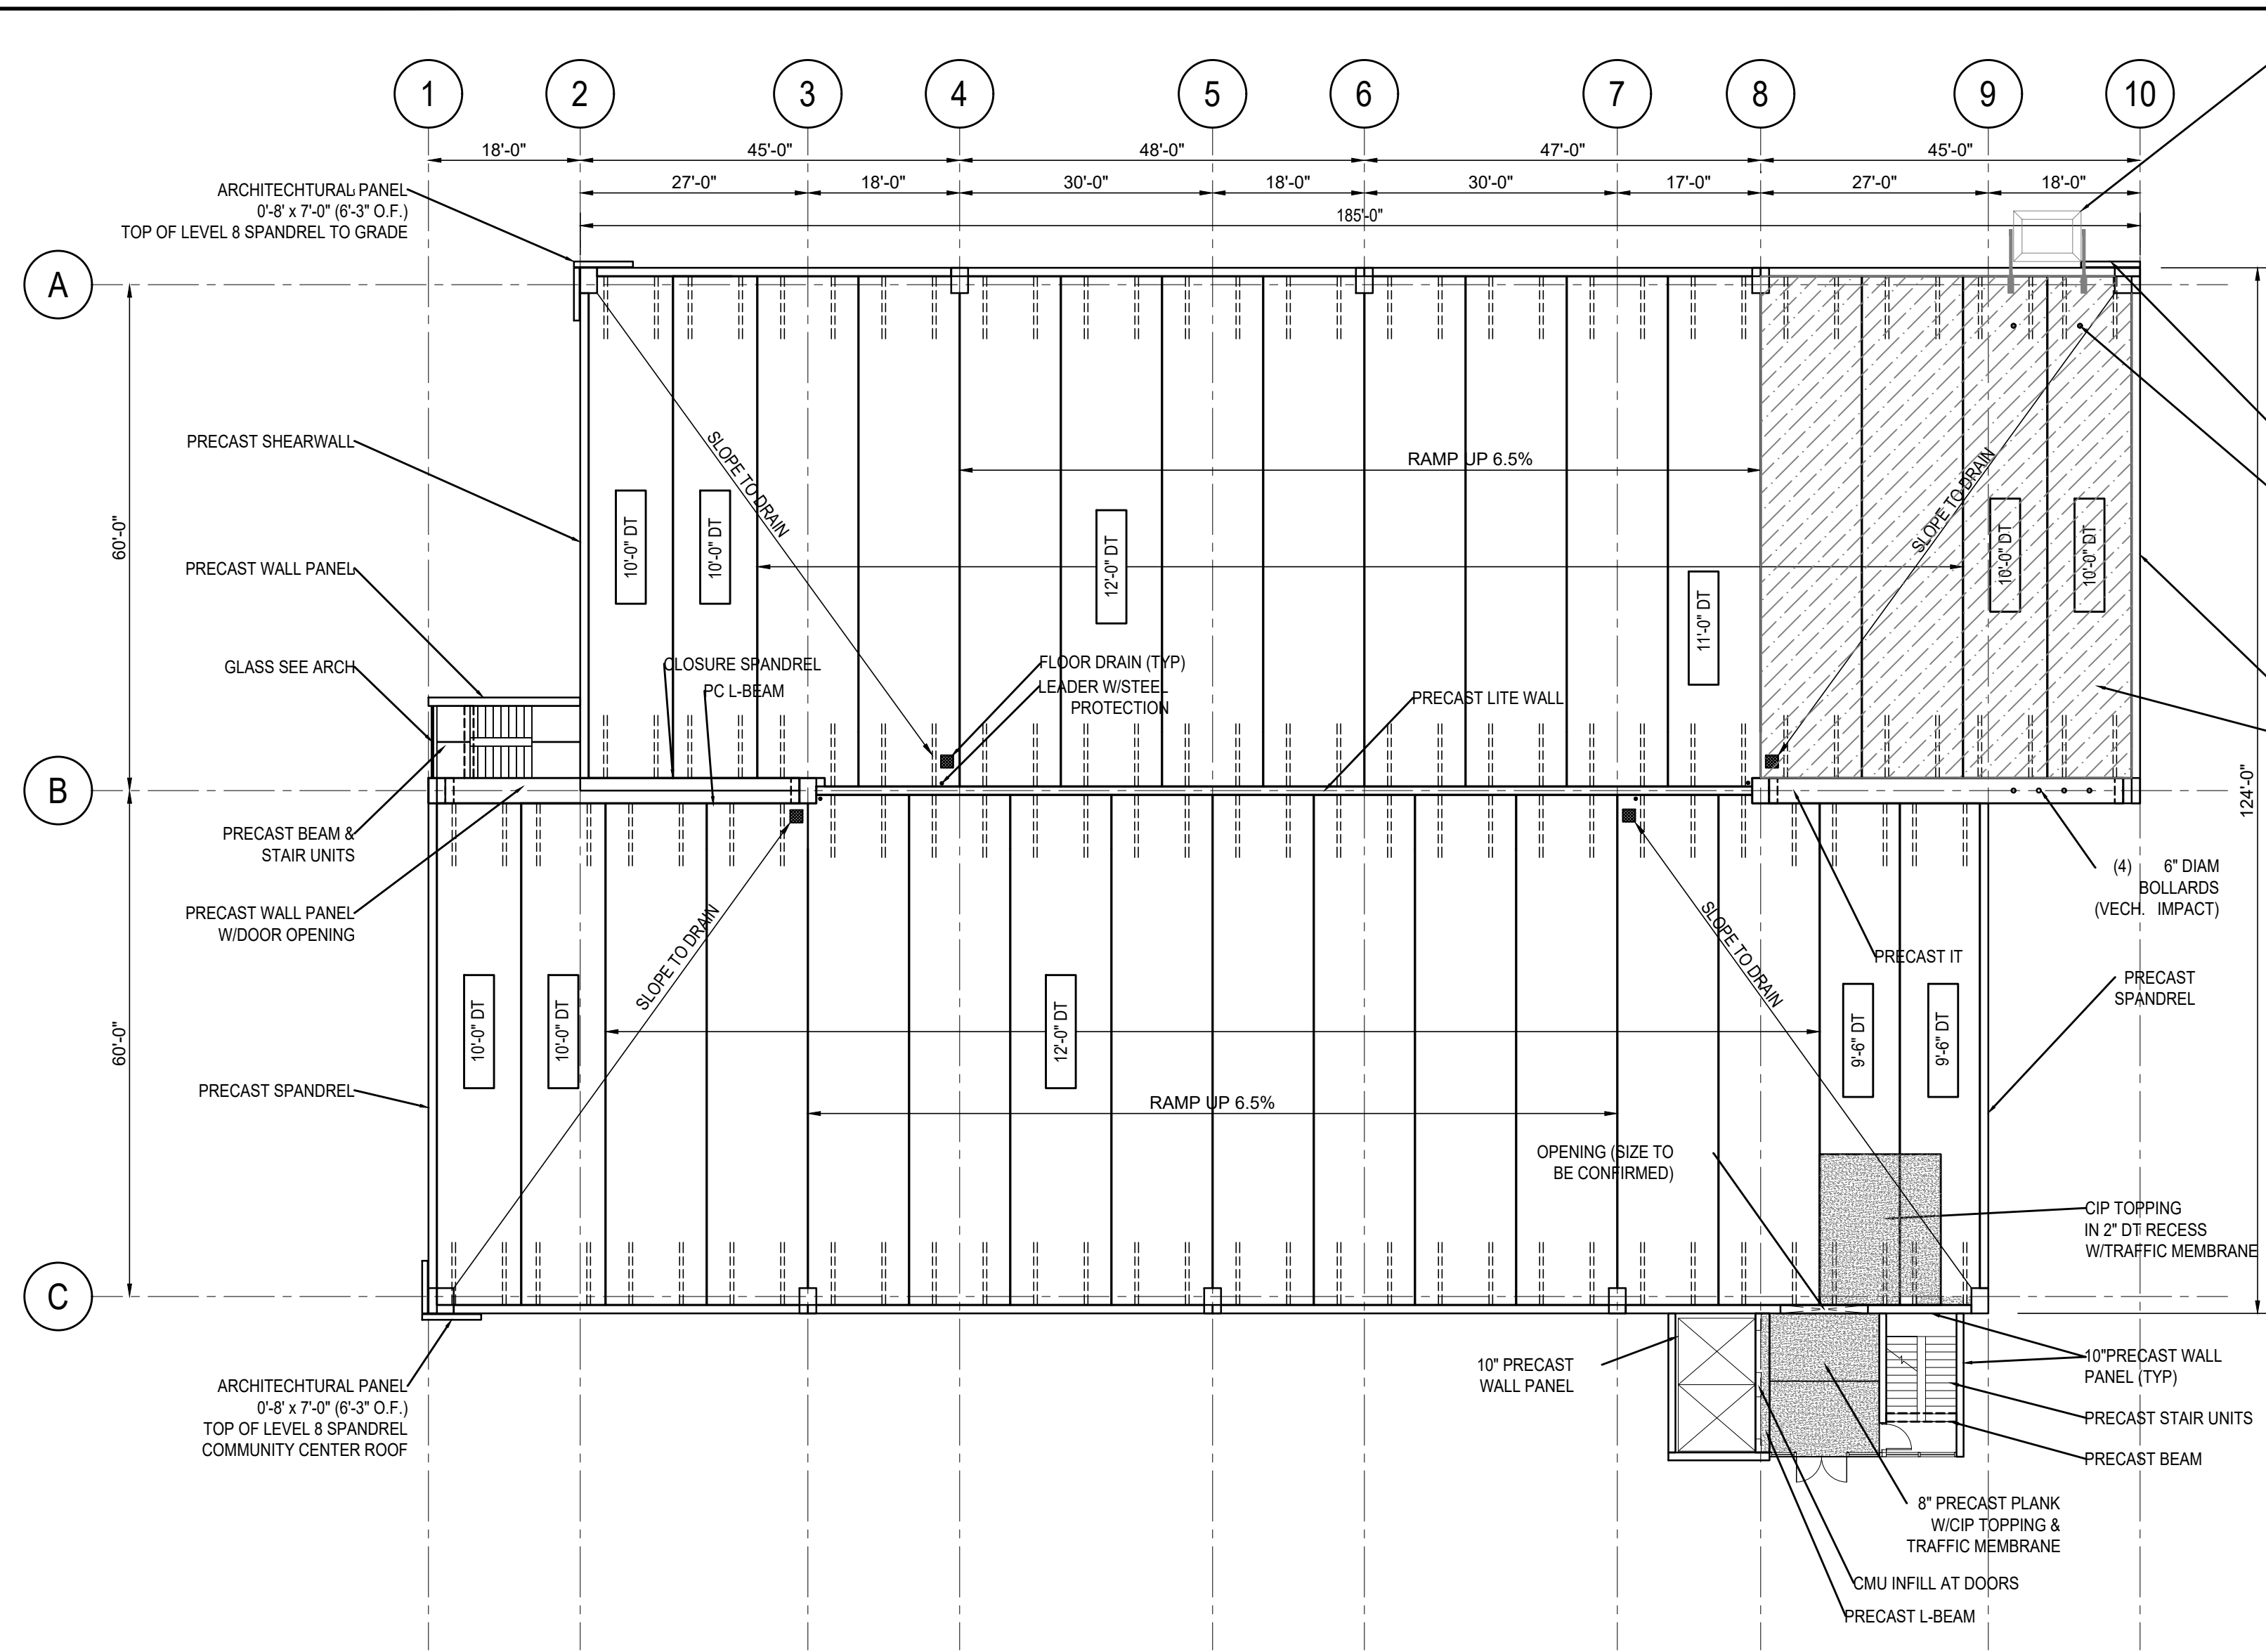 1
2
3
4
5
6
7
8
9
10
18'-0"
45'-0"
48'-0"
47'-0"
45'-0"
27'-0"
18'-0"
30'-0"
18'-0"
30'-0"
17'-0"
27'-0"
18'-0"
185'-0"
ARCHITECHTURAL PANEL
0'-8' x 7'-0" (6'-3" O.F.)
TOP OF LEVEL 8 SPANDREL TO GRADE
A
PRECAST SHEARWALL
SLOPE TO DRAIN
RAMP UP 6.5%
SLOPE TO DRAIN
60'-0"
10'-0" DT
10'-0" DT
12'-0" DT
11'-0" DT
10'-0" DT
10'-0" DT
PRECAST WALL PANEL
GLASS SEE ARCH
CLOSURE SPANDREL
PC L-BEAM
FLOOR DRAIN (TYP)
LEADER W/STEEL
PROTECTION
PRECAST LITE WALL
B
124'-0"
PRECAST BEAM &
STAIR UNITS
(4) 6" DIAM
BOLLARDS
(VECH. IMPACT)
PRECAST WALL PANEL
W/DOOR OPENING
SLOPE TO DRAIN
SLOPE TO DRAIN
PRECAST IT
PRECAST
SPANDREL
60'-0"
10'-0" DT
10'-0" DT
12'-0" DT
9'-6" DT
9'-6" DT
PRECAST SPANDREL
RAMP UP 6.5%
OPENING (SIZE TO
BE CONFIRMED)
CIP TOPPING
IN 2" DT RECESS
W/TRAFFIC MEMBRANE
C
ARCHITECHTURAL PANEL
0'-8' x 7'-0" (6'-3" O.F.)
TOP OF LEVEL 8 SPANDREL
COMMUNITY CENTER ROOF
10" PRECAST
WALL PANEL
10"PRECAST WALL
PANEL (TYP)
PRECAST STAIR UNITS
PRECAST BEAM
8" PRECAST PLANK
W/CIP TOPPING &
TRAFFIC MEMBRANE
CMU INFILL AT DOORS
PRECAST L-BEAM